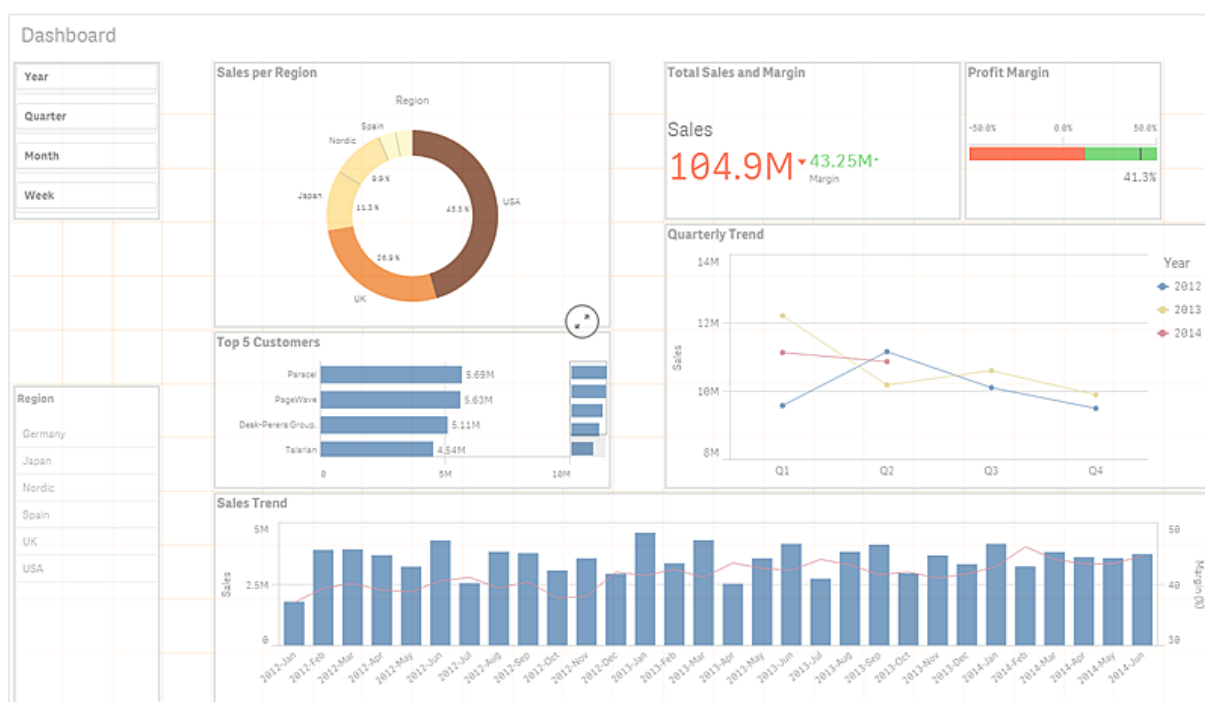 Dashboard
Year
Quarter
Month
Week
Region
Germany
Japan
Nordic
Spain
UK
USA
Sales per Region
Region
Spain
Nordic
Japan
USA
UK
9.9%
11.3%
45.5%
26.9%
Top 5 Customers
Paracel 5.69M
PageWave 5.63M
Deak-Perera Group. 5.11M
Talarian 4.54M
0 5M 10M
Total Sales and Margin
Sales
104.9M 43.25M
Margin
Profit Margin
-50.0% 0.0% 50.0%
41.3%
Quarterly Trend
14M
12M
10M
8M
Sales
Q1 Q2 Q3 Q4
Year
2012
2013
2014
Sales Trend
5M
2.5M
0
Sales
50
40
30
Margin (%)
2012-Jan 2012-Feb 2012-Mar 2012-Apr 2012-May 2012-Jun 2012-Jul 2012-Aug 2012-Sep 2012-Oct 2012-Nov 2012-Dec 2013-Jan 2013-Feb 2013-Mar 2013-Apr 2013-May 2013-Jun 2013-Jul 2013-Aug 2013-Sep 2013-Oct 2013-Nov 2013-Dec 2014-Jan 2014-Feb 2014-Mar 2014-Apr 2014-May 2014-Jun